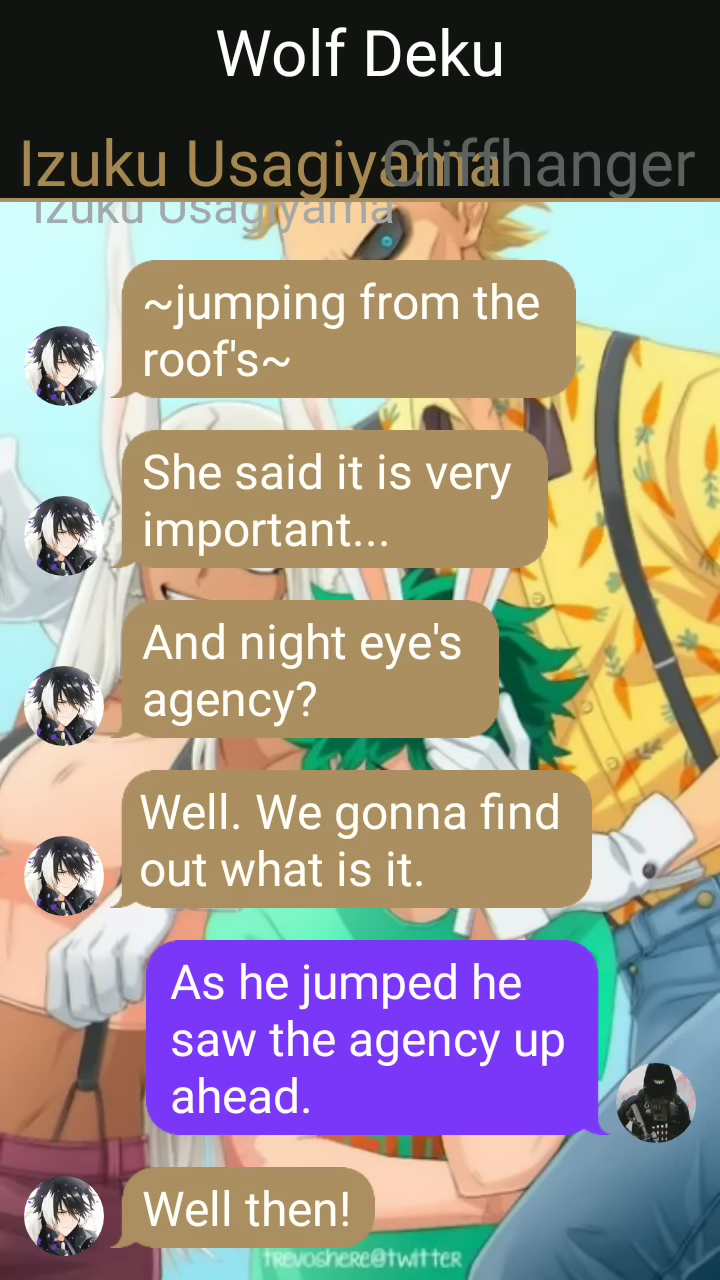 Wolf Deku
Izuku Usagiyama
Cliffhanger
Izuku Usagiyama
~jumping from the
roof's~
She said it is very
important...
And night eye's
agency?
Well. We gonna find
out what is it.
As he jumped he
saw the agency up
ahead.
Well then!
TREVOSHERE@TWITTER